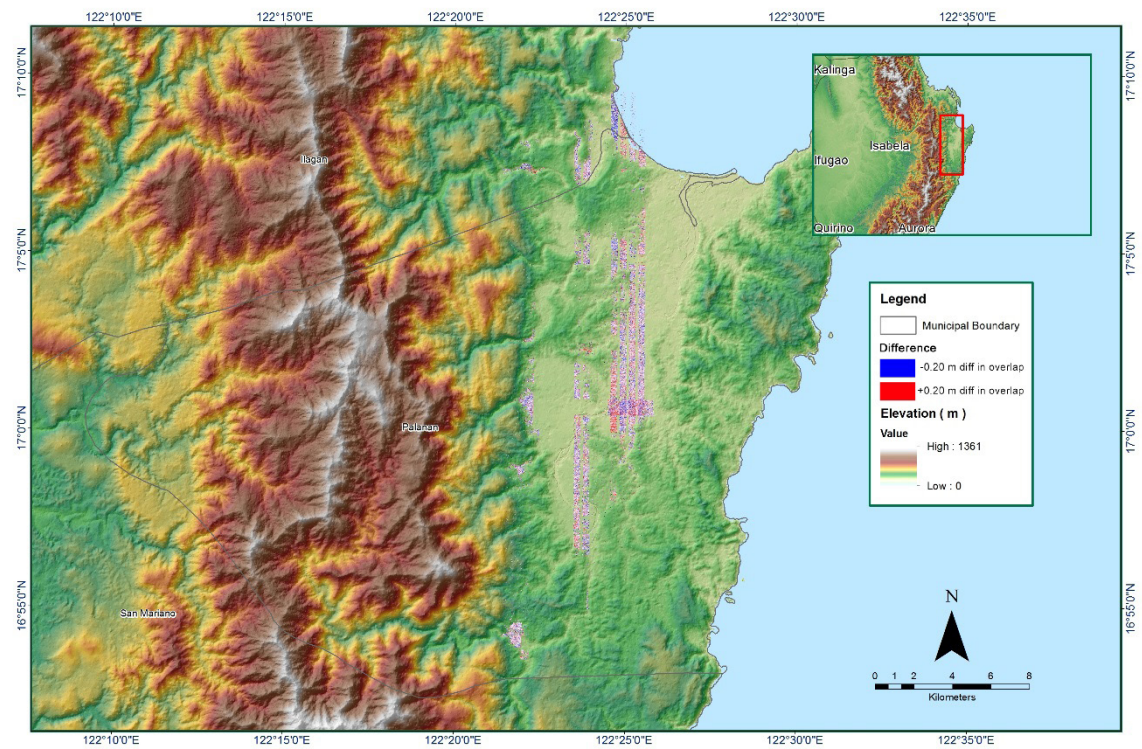 122°10'0"E 122°15'0"E 122°20'0"E 122°25'0"E 122°30'0"E 122°35'0"E
17°10'0"N
17°5'0"N
17°0'0"N
16°55'0"N
Ilagan
Palanan
San Mariano
Kalinga
Isabela
Ifugao
Quirino
Aurora
17°10'0"N
17°5'0"N
17°0'0"N
16°55'0"N
Legend
Municipal Boundary
Difference
-0.20 m diff in overlap
+0.20 m diff in overlap
Elevation ( m )
Value
High : 1361
Low : 0
N
0 1 2 4 6 8
Kilometers
122°10'0"E 122°15'0"E 122°20'0"E 122°25'0"E 122°30'0"E 122°35'0"E